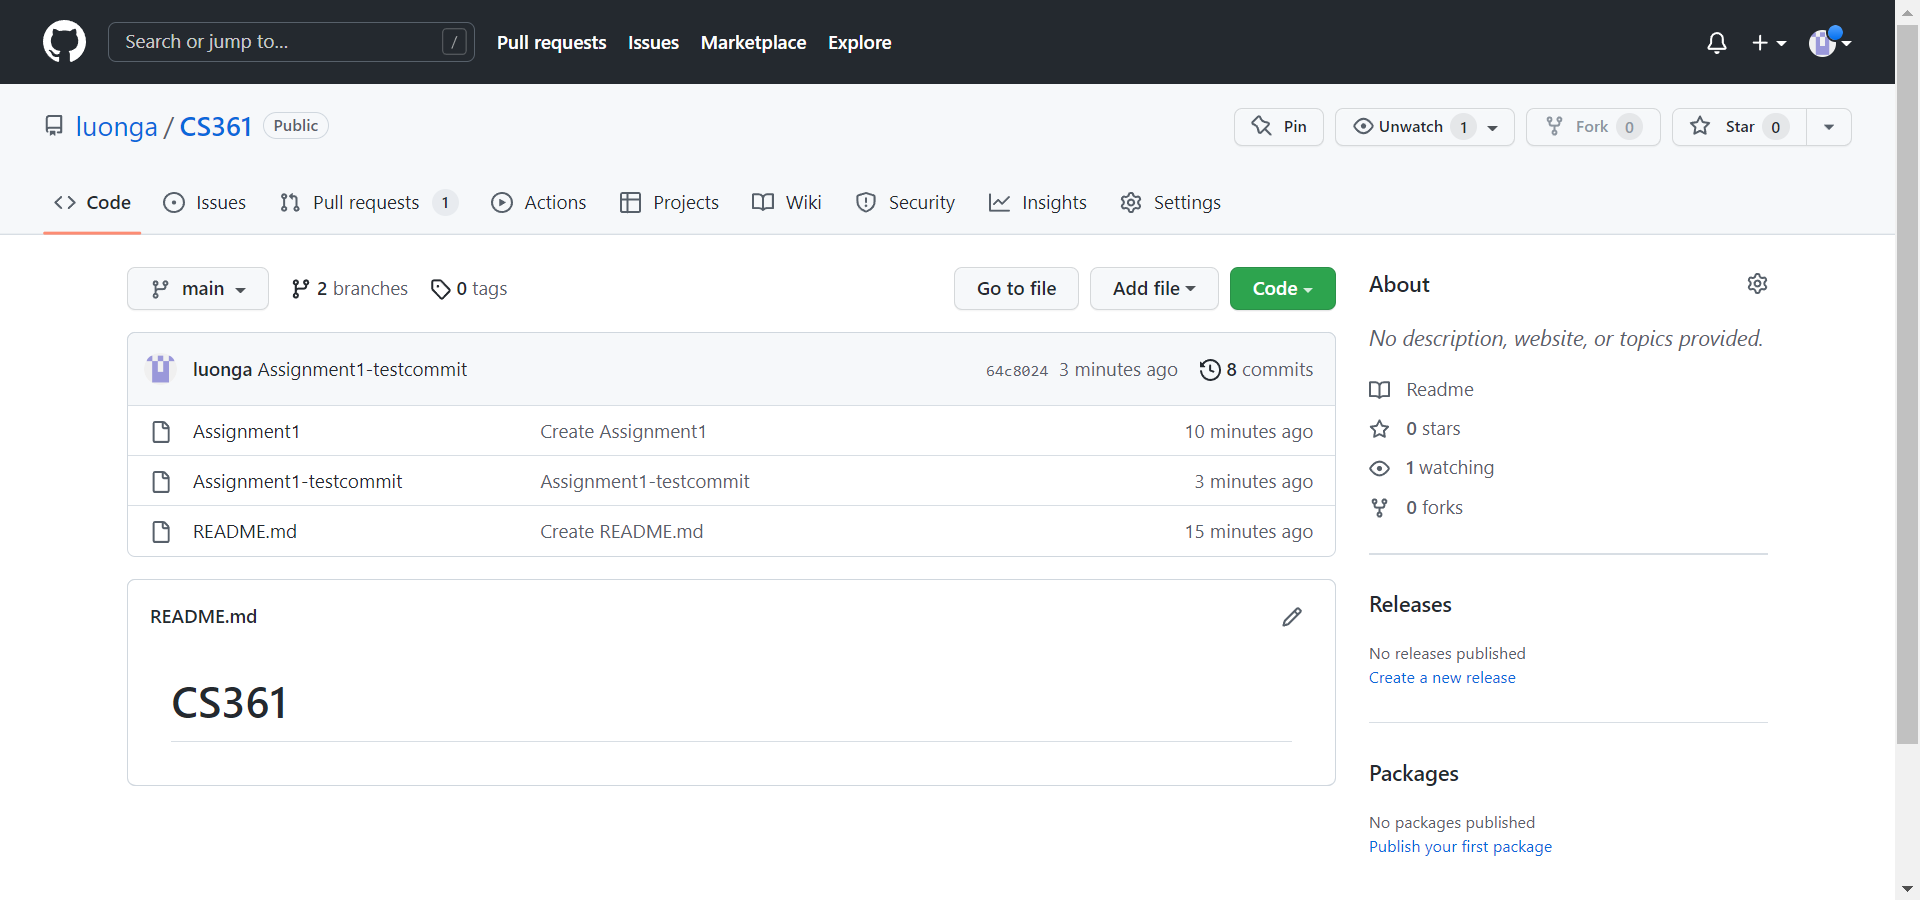 Search or jump to... /
Pull requests Issues Marketplace Explore
luonga / CS361 Public
Pin Unwatch 1 Fork 0 Star 0
Code Issues Pull requests 1 Actions Projects Wiki Security Insights Settings
main 2 branches 0 tags Go to file Add file Code
luonga Assignment1-testcommit 64c8024 3 minutes ago 8 commits
Assignment1 Create Assignment1 10 minutes ago
Assignment1-testcommit Assignment1-testcommit 3 minutes ago
README.md Create README.md 15 minutes ago
README.md
CS361
About
No description, website, or topics provided.
Readme
0 stars
1 watching
0 forks
Releases
No releases published
Create a new release
Packages
No packages published
Publish your first package